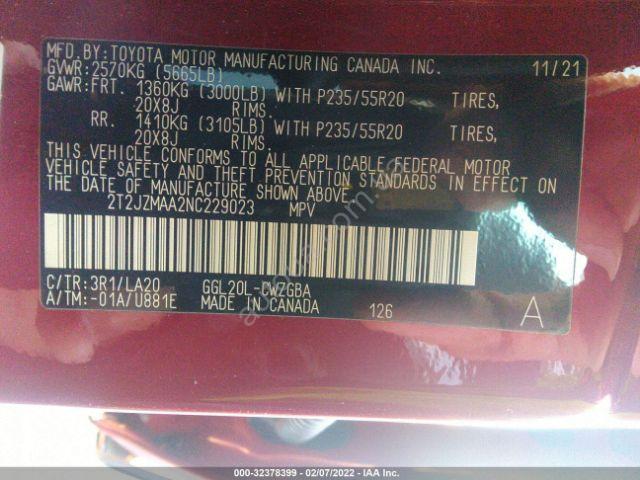 MFD.BY:TOYOTA MOTOR MANUFACTURING CANADA INC. 11/21
GVWR:2570KG (5665LB)
GAWR:FRT. 1360KG (3000LB) WITH P235/55R20 TIRES,
20X8J RIMS.
RR. 1410KG (3105LB) WITH P235/55R20 TIRES,
20X8J RIMS.
THIS VEHICLE CONFORMS TO ALL APPLICABLE FEDERAL MOTOR
VEHICLE SAFETY AND THEFT PREVENTION STANDARDS IN EFFECT ON
THE DATE OF MANUFACTURE SHOWN ABOVE.
2T2JZMAA2NC229023 MPV
C/TR:3R1/LA20 GGL20L-CWZGBA
A/TM:-01A/U881E MADE IN CANADA 126 A
000-32378399 - 02/07/2022 - IAA Inc.